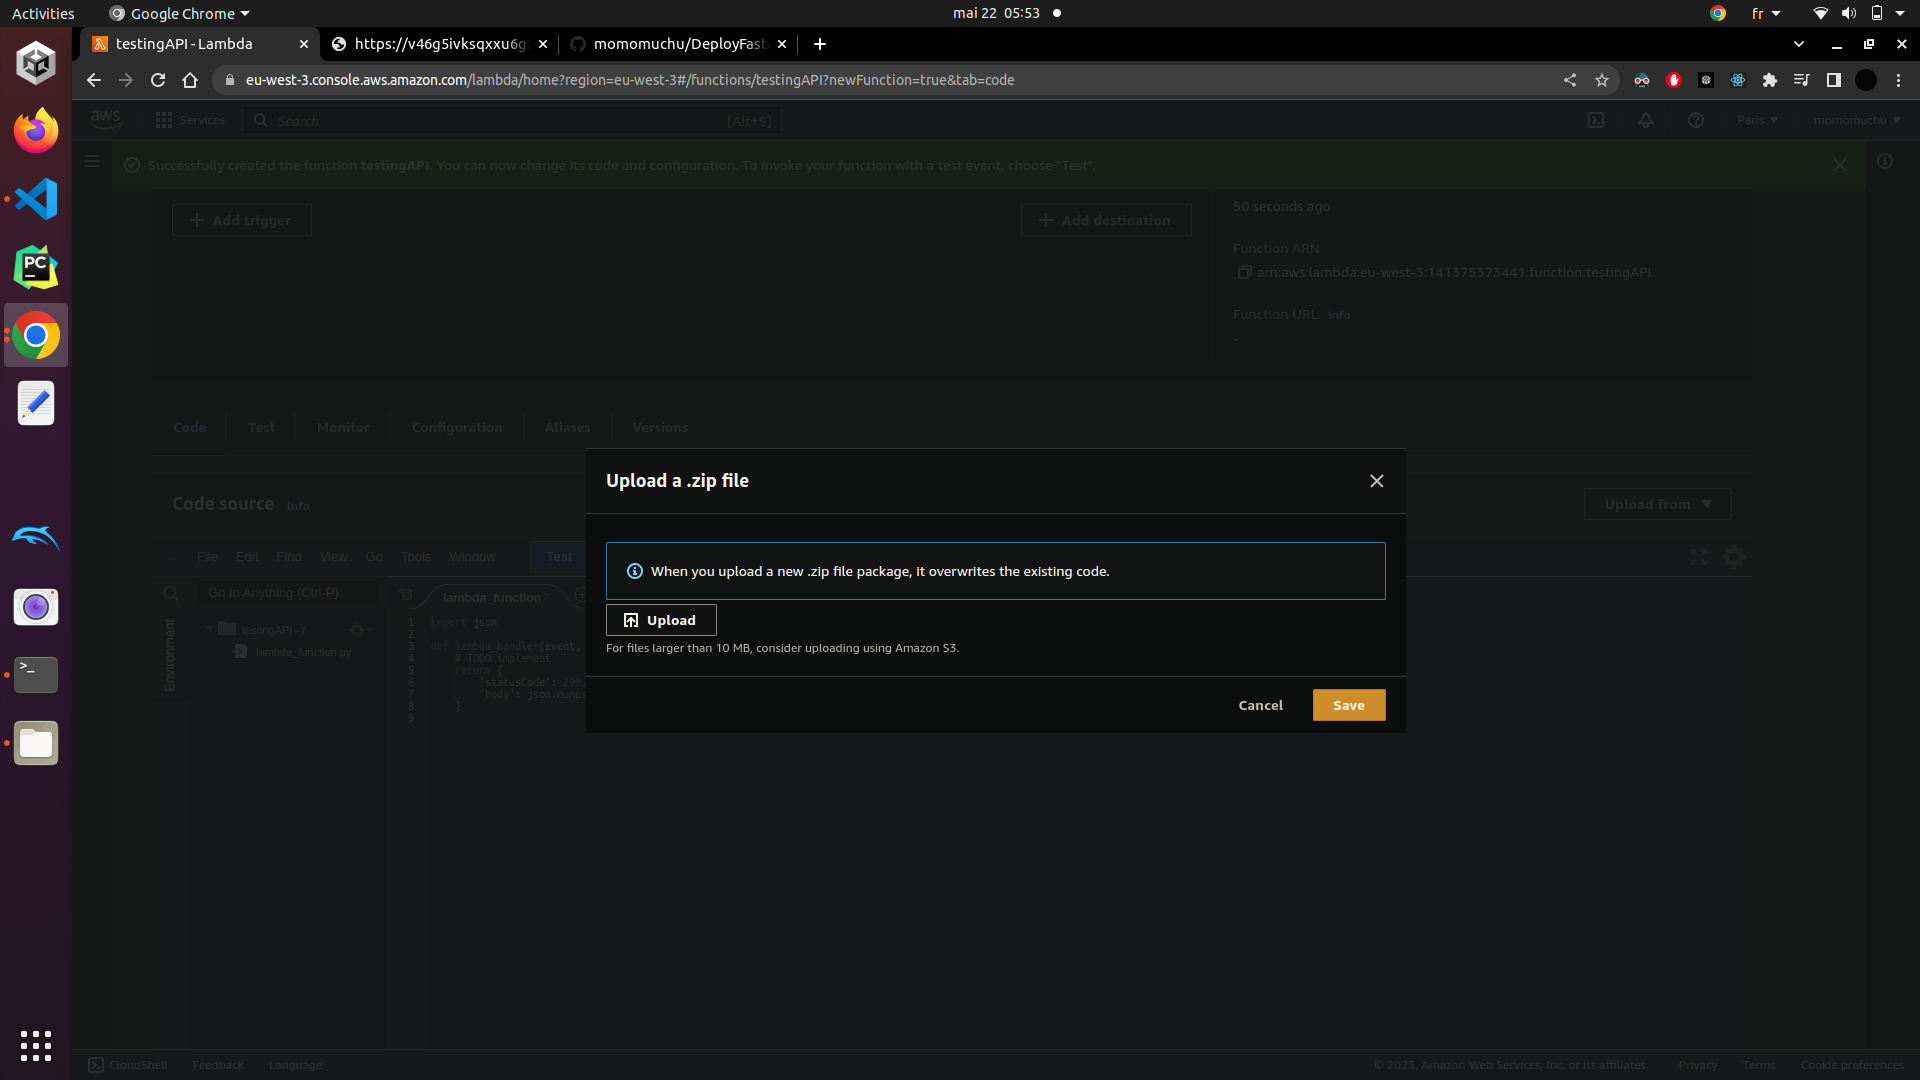 Activities
Google Chrome
mai 22 05:53
fr
testingAPI - Lambda
https://v46g5ivksqxxu6g
momomuchu/DeployFast
eu-west-3.console.aws.amazon.com/lambda/home?region=eu-west-3#/functions/testingAPI?newFunction=true&tab=code
aws
Services
Search
[Alt+S]
Paris
momomuchu
Successfully created the function testingAPI. You can now change its code and configuration. To invoke your function with a test event, choose "Test".
Add trigger
Add destination
50 seconds ago
Function ARN
arn:aws:lambda:eu-west-3:141375373441:function:testingAPI
Function URL Info
-
Code
Test
Monitor
Configuration
Aliases
Versions
Upload a .zip file
Code source Info
Upload from
File Edit Find View Go Tools Window
Test
When you upload a new .zip file package, it overwrites the existing code.
Go to Anything (Ctrl-P)
lambda_function
Upload
For files larger than 10 MB, consider uploading using Amazon S3.
Environment
testingAPI - /
lambda_function.py
1 import json
2
3 def lambda_handler(event,
4 # TODO implement
5 return {
6 'statusCode': 200,
7 'body': json.dumps
8 }
9
Cancel
Save
PC
>_
CloudShell
Feedback
Language
© 2023, Amazon Web Services, Inc. or its affiliates.
Privacy
Terms
Cookie preferences